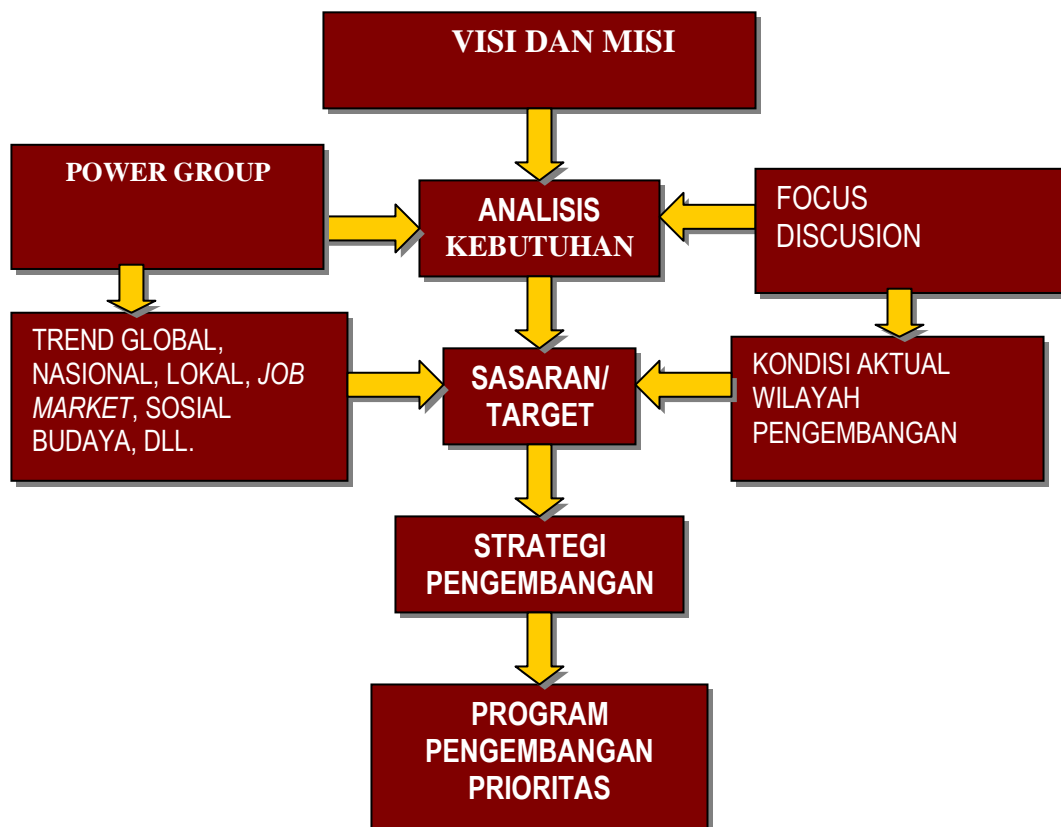 VISI DAN MISI
POWER GROUP
ANALISIS
KEBUTUHAN
FOCUS
DISCUSION
TREND GLOBAL,
NASIONAL, LOKAL, JOB
MARKET, SOSIAL
BUDAYA, DLL.
SASARAN/
TARGET
KONDISI AKTUAL
WILAYAH
PENGEMBANGAN
STRATEGI
PENGEMBANGAN
PROGRAM
PENGEMBANGAN
PRIORITAS